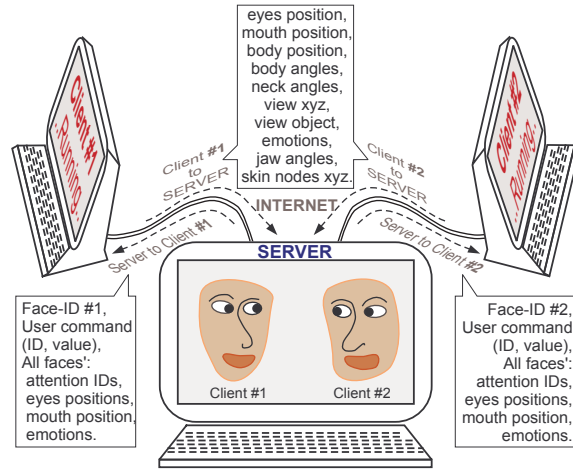 eyes position,
mouth position,
body position,
body angles,
neck angles,
view xyz,
view object,
emotions,
jaw angles,
skin nodes xyz.
Client #1
Running...
Client #2
Running...
Client #1
to
SERVER
Client #2
to
SERVER
INTERNET
Server to Client #1
Server to Client #2
SERVER
Client #1
Client #2
Face-ID #1,
User command
(ID, value),
All faces':
attention IDs,
eyes positions,
mouth position,
emotions.
Face-ID #2,
User command
(ID, value),
All faces':
attention IDs,
eyes positions,
mouth position,
emotions.